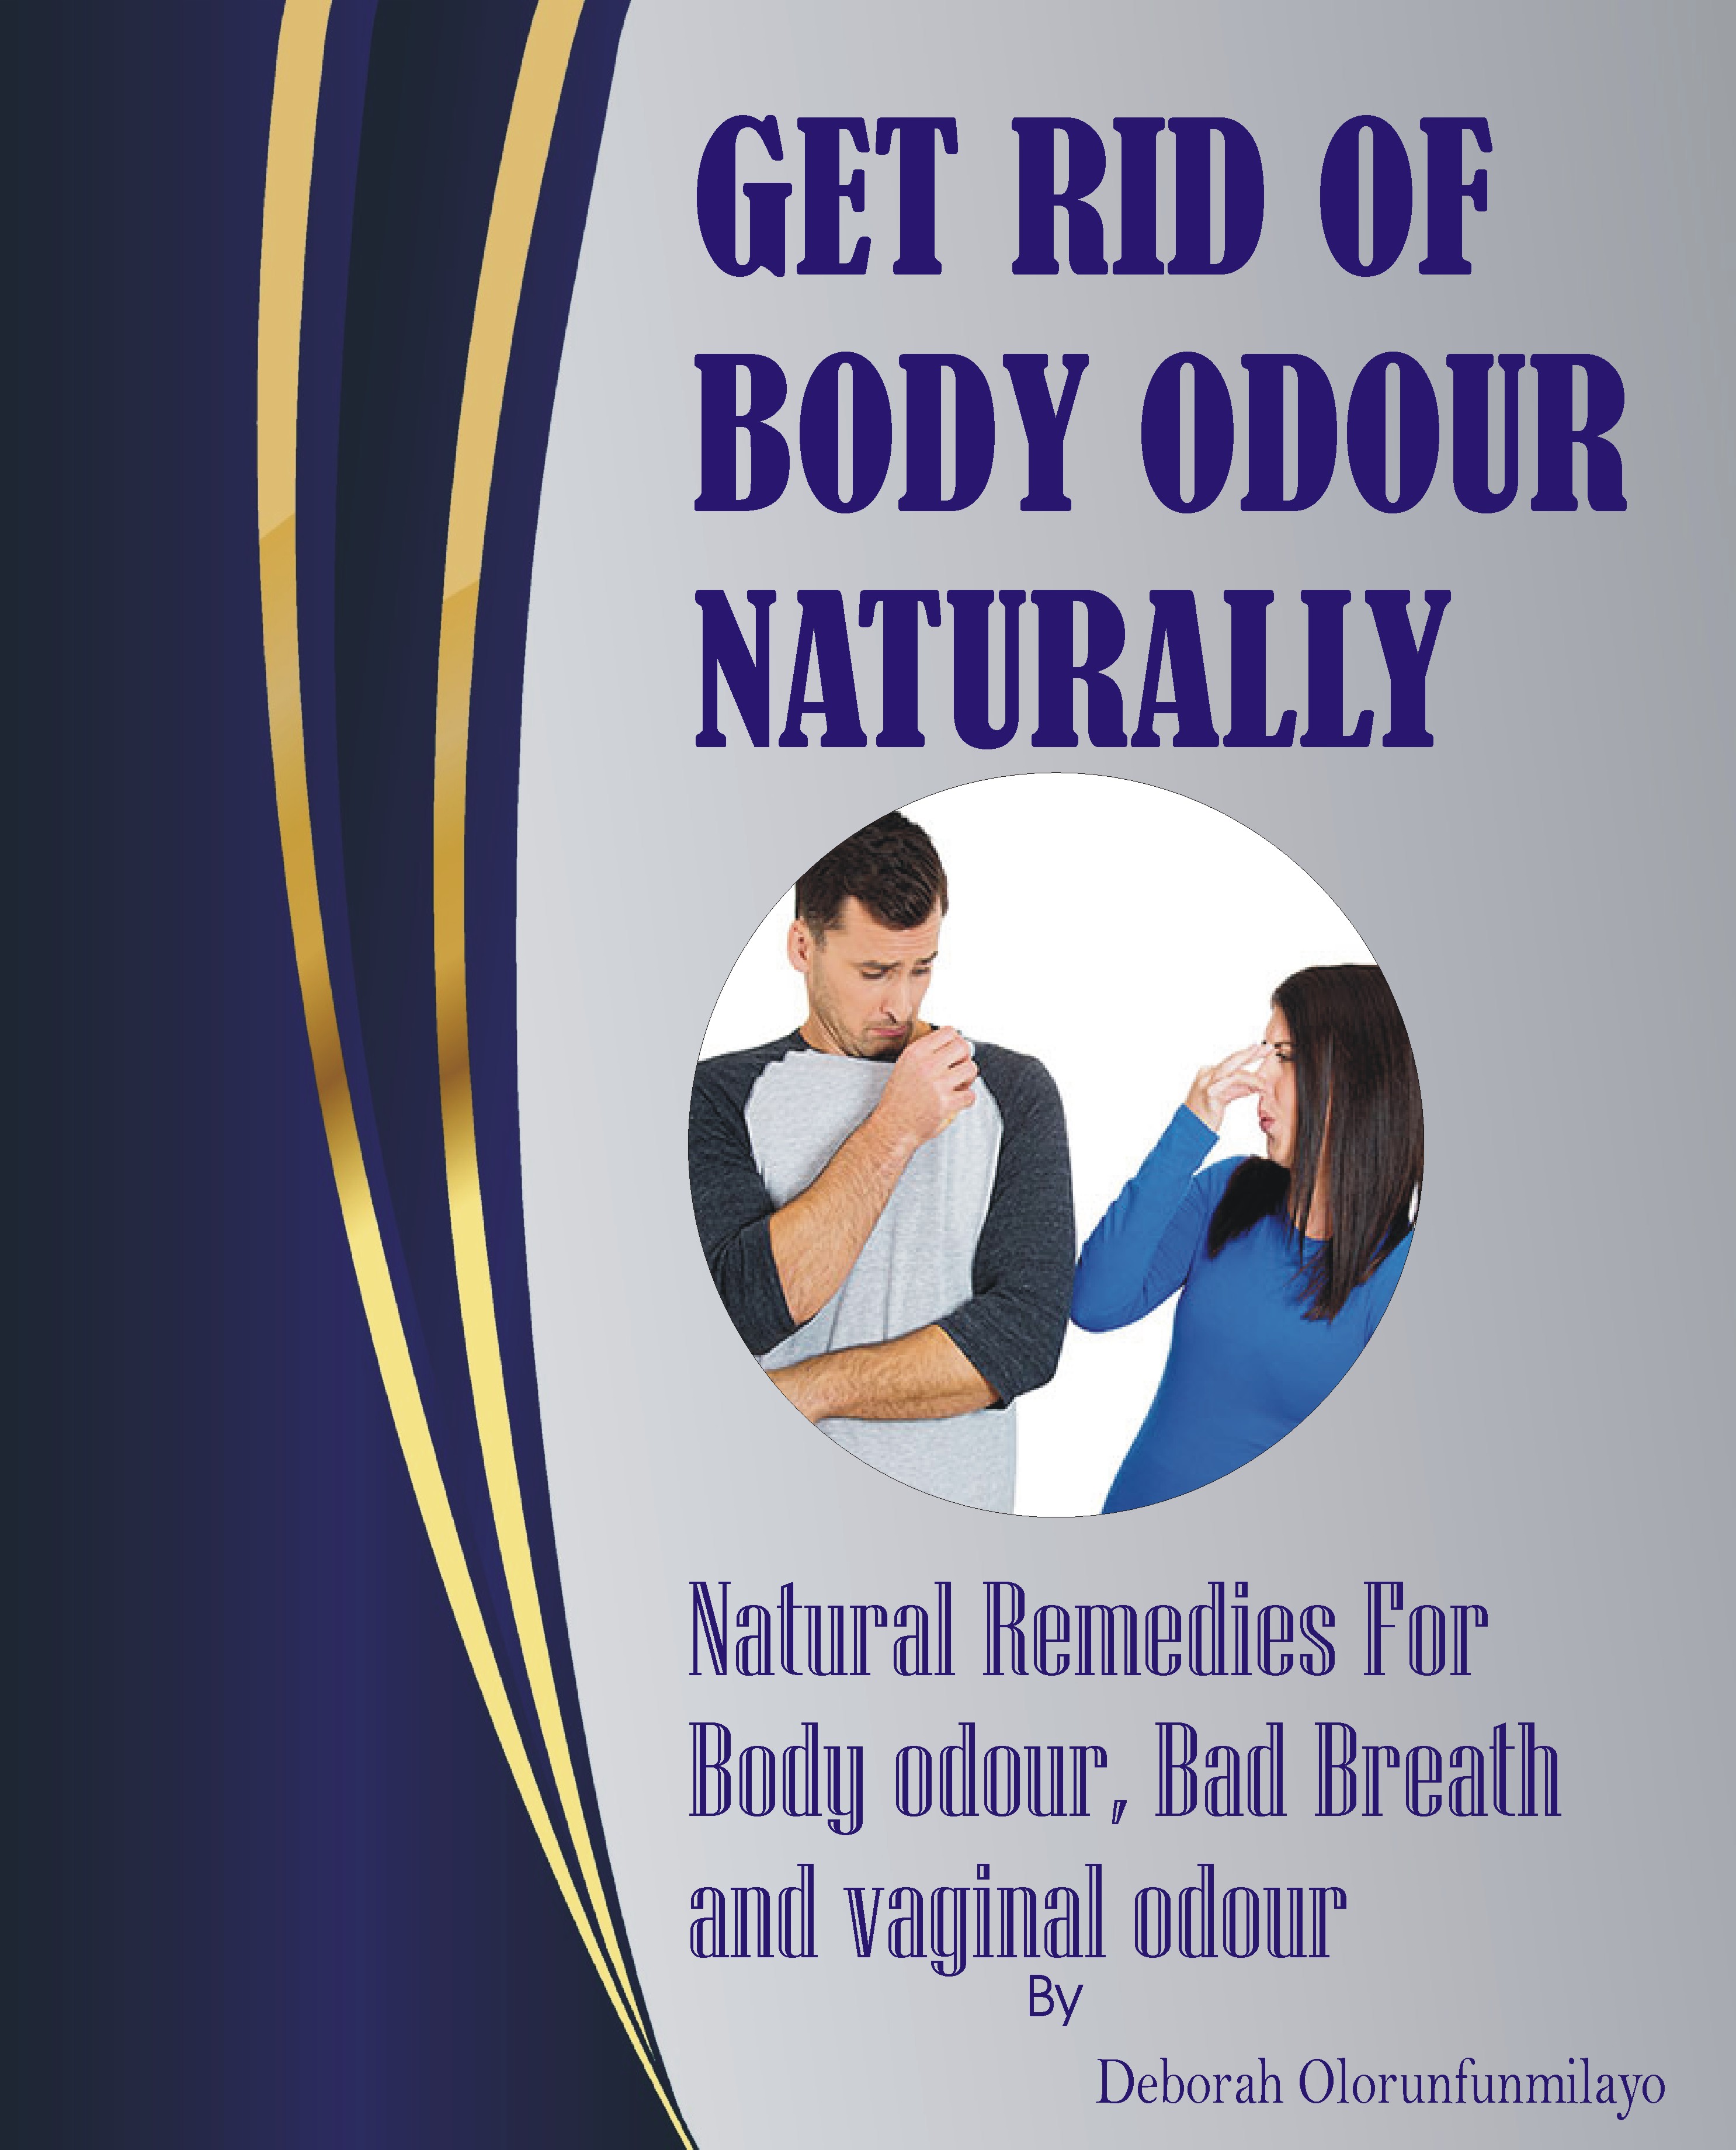 GET RID OF
BODY ODOUR
NATURALLY
Natural Remedies For
Body odour, Bad Breath
and vaginal odour
By
Deborah Olorunfunmilayo